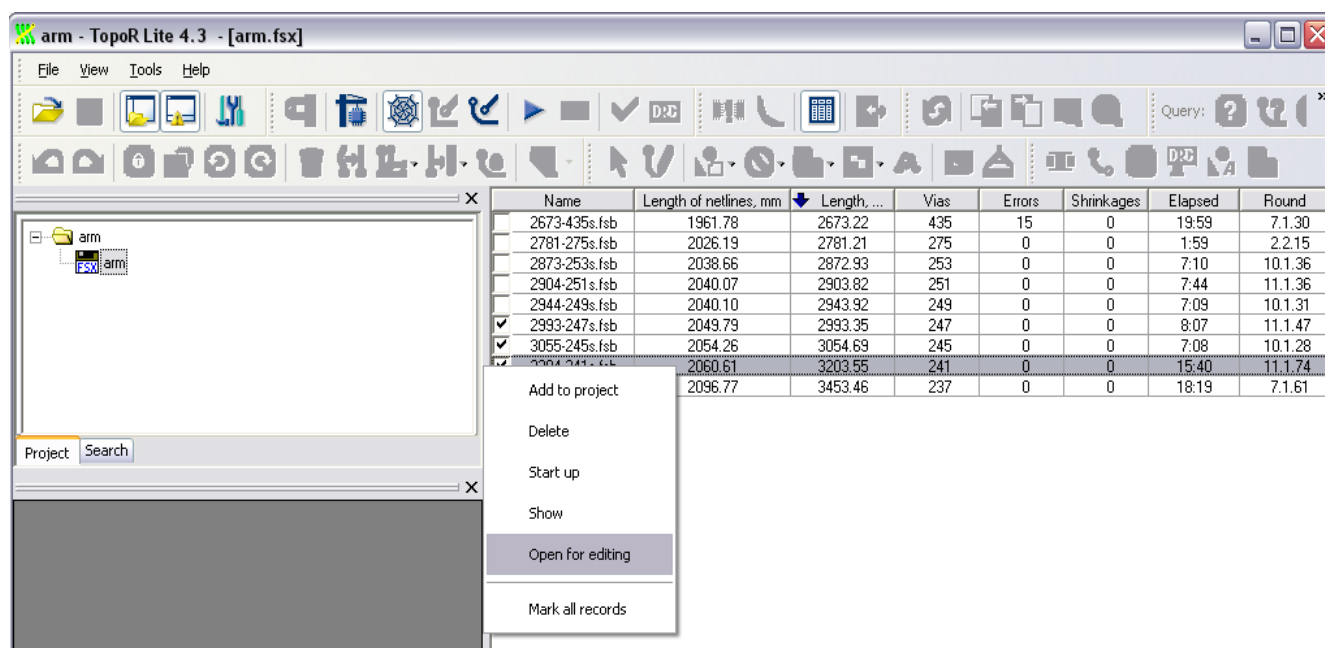 arm - TopoR Lite 4.3 - [arm.fsx]
File View Tools Help
DRC Query: ?
DRC A
Name Length of netlines, mm Length, ... Vias Errors Shrinkages Elapsed Round
2673-435s.fsb 1961.78 2673.22 435 15 0 19:59 7.1.30
2781-275s.fsb 2026.19 2781.21 275 0 0 1:59 2.2.15
2873-253s.fsb 2038.66 2872.93 253 0 0 7:10 10.1.36
2904-251s.fsb 2040.07 2903.82 251 0 0 7:44 11.1.36
2944-249s.fsb 2040.10 2943.92 249 0 0 7:09 10.1.31
2993-247s.fsb 2049.79 2993.35 247 0 0 8:07 11.1.47
3055-245s.fsb 2054.26 3054.69 245 0 0 7:08 10.1.28
2060.61 3203.55 241 0 0 15:40 11.1.74
2096.77 3453.46 237 0 0 18:19 7.1.61
arm
FSX arm
Project Search
Add to project
Delete
Start up
Show
Open for editing
Mark all records